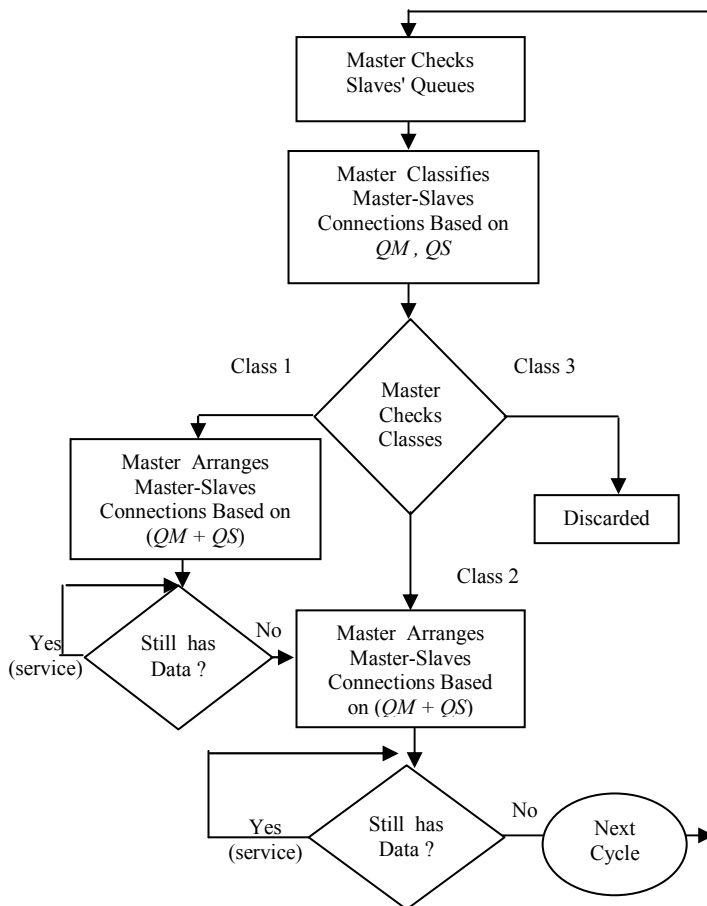 Master Checks
Slaves' Queues
Master Classifies
Master-Slaves
Connections Based on
QM , QS
Class 1
Class 3
Master
Checks
Classes
Master Arranges
Master-Slaves
Connections Based on
(QM + QS)
Discarded
Class 2
Yes
(service)
Still has
Data ?
No
Master Arranges
Master-Slaves
Connections Based
on (QM + QS)
Yes
(service)
Still has
Data ?
No
Next
Cycle